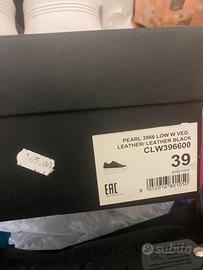 PEARL 3966 LOW W VEG.
LEATHER/ LEATHER BLACK
CLW396600
39
EAC
subito